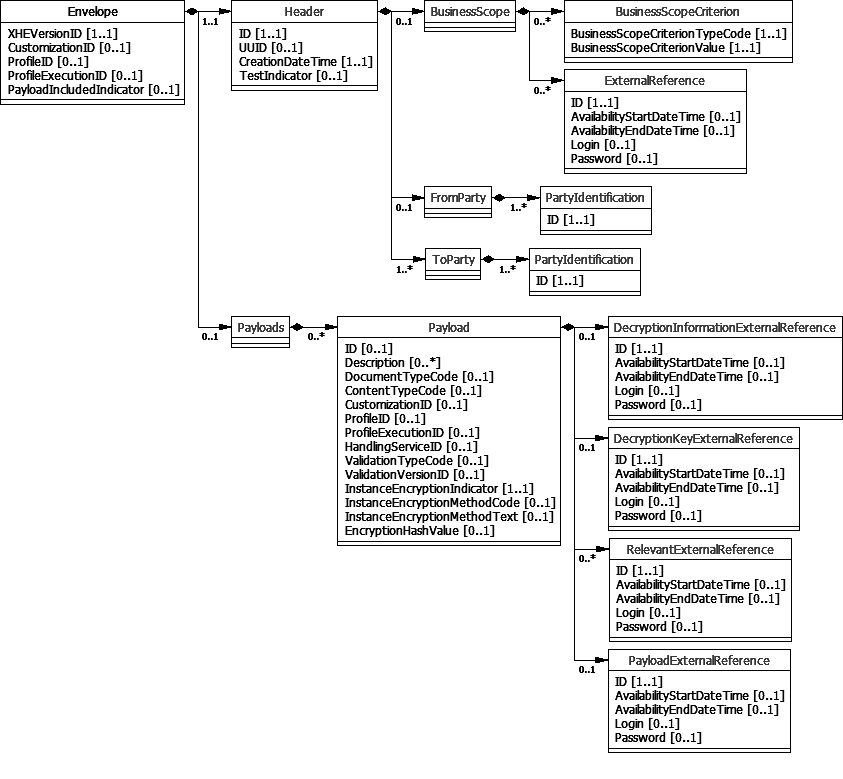 Envelope
XHEVersionID [1..1]
CustomizationID [0..1]
ProfileID [0..1]
ProfileExecutionID [0..1]
PayloadIncludedIndicator [0..1]
1..1
Header
ID [1..1]
UUID [0..1]
CreationDateTime [1..1]
TestIndicator [0..1]
0..1
BusinessScope
0..*
BusinessScopeCriterion
BusinessScopeCriterionTypeCode [1..1]
BusinessScopeCriterionValue [1..1]
0..*
ExternalReference
ID [1..1]
AvailabilityStartDateTime [0..1]
AvailabilityEndDateTime [0..1]
Login [0..1]
Password [0..1]
0..1
FromParty
1..*
PartyIdentification
ID [1..1]
1..*
ToParty
1..*
PartyIdentification
ID [1..1]
0..1
Payloads
0..*
Payload
ID [0..1]
Description [0..*]
DocumentTypeCode [0..1]
ContentTypeCode [0..1]
CustomizationID [0..1]
ProfileID [0..1]
ProfileExecutionID [0..1]
HandlingServiceID [0..1]
ValidationTypeCode [0..1]
ValidationVersionID [0..1]
InstanceEncryptionIndicator [1..1]
InstanceEncryptionMethodCode [0..1]
InstanceEncryptionMethodText [0..1]
EncryptionHashValue [0..1]
0..1
DecryptionInformationExternalReference
ID [1..1]
AvailabilityStartDateTime [0..1]
AvailabilityEndDateTime [0..1]
Login [0..1]
Password [0..1]
0..1
DecryptionKeyExternalReference
ID [1..1]
AvailabilityStartDateTime [0..1]
AvailabilityEndDateTime [0..1]
Login [0..1]
Password [0..1]
0..*
RelevantExternalReference
ID [1..1]
AvailabilityStartDateTime [0..1]
AvailabilityEndDateTime [0..1]
Login [0..1]
Password [0..1]
0..1
PayloadExternalReference
ID [1..1]
AvailabilityStartDateTime [0..1]
AvailabilityEndDateTime [0..1]
Login [0..1]
Password [0..1]